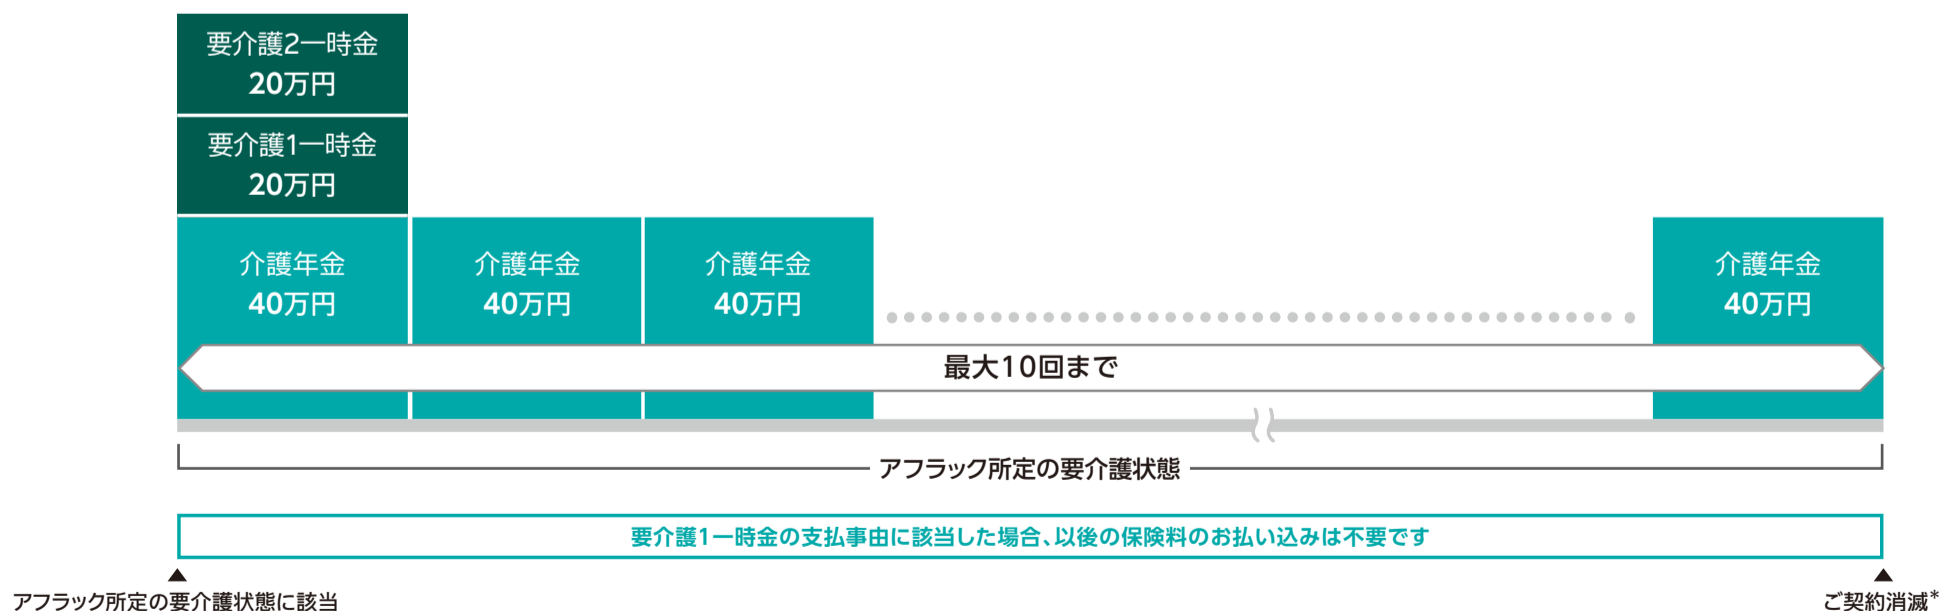 要介護2一時金
20万円
要介護1一時金
20万円
介護年金
40万円
介護年金
40万円
介護年金
40万円
介護年金
40万円
最大10回まで
アフラック所定の要介護状態
要介護1一時金の支払事由に該当した場合、以後の保険料のお払い込みは不要です
▲
アフラック所定の要介護状態に該当
▲
ご契約消滅*